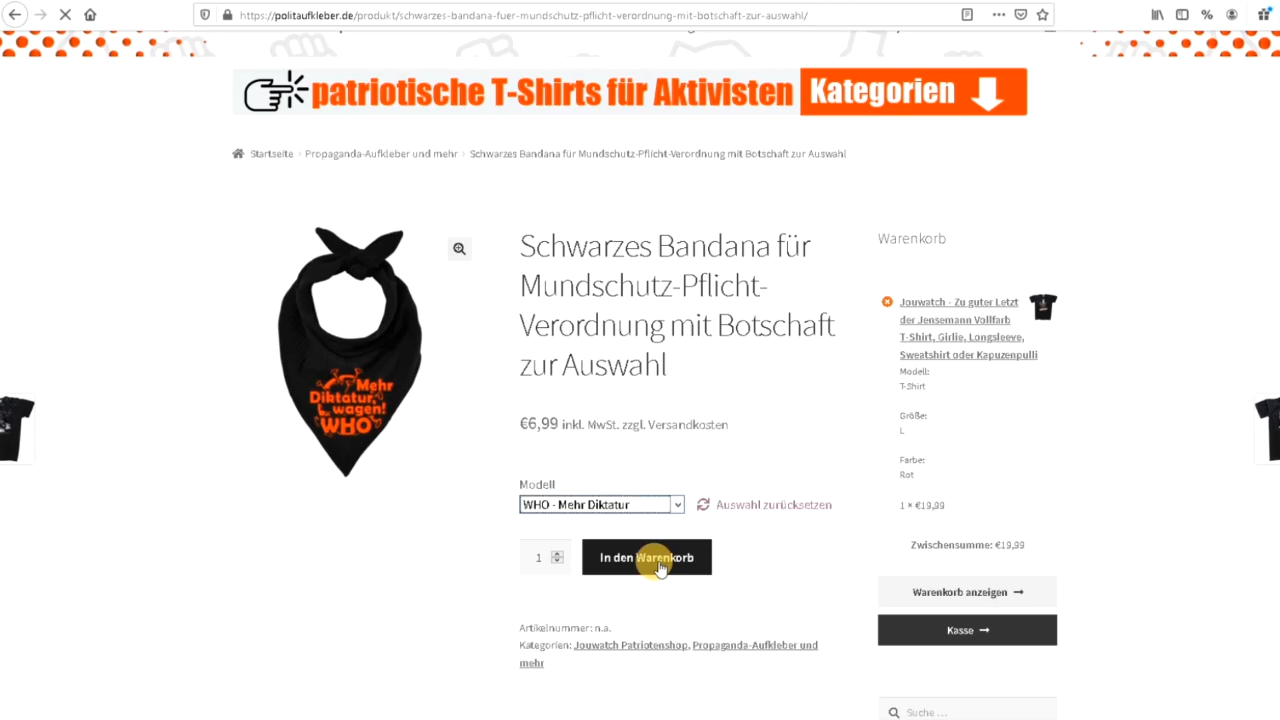 https://politaufkleber.de/produkt/schwarzes-bandana-fuer-mundschutz-pflicht-verordnung-mit-botschaft-zur-auswahl/
patriotische T-Shirts für Aktivisten Kategorien
Startseite › Propaganda-Aufkleber und mehr › Schwarzes Bandana für Mundschutz-Pflicht-Verordnung mit Botschaft zur Auswahl
Mehr
Diktatur
wagen!
WHO
Schwarzes Bandana für
Mundschutz-Pflicht-
Verordnung mit Botschaft
zur Auswahl
€6,99 inkl. MwSt. zzgl. Versandkosten
Modell
WHO - Mehr Diktatur
Auswahl zurücksetzen
1
In den Warenkorb
Artikelnummer: n.a.
Kategorien: Jouwatch Patriotenshop, Propaganda-Aufkleber und
mehr
Warenkorb
Jouwatch - Zu guter Letzt
der Jensemann Vollfarb
T-Shirt, Girlie, Longsleeve,
Sweatshirt oder Kapuzenpulli
Modell:
T-Shirt
Größe:
L
Farbe:
Rot
1 × €19,99
Zwischensumme: €19,99
Warenkorb anzeigen →
Kasse →
Suche ...